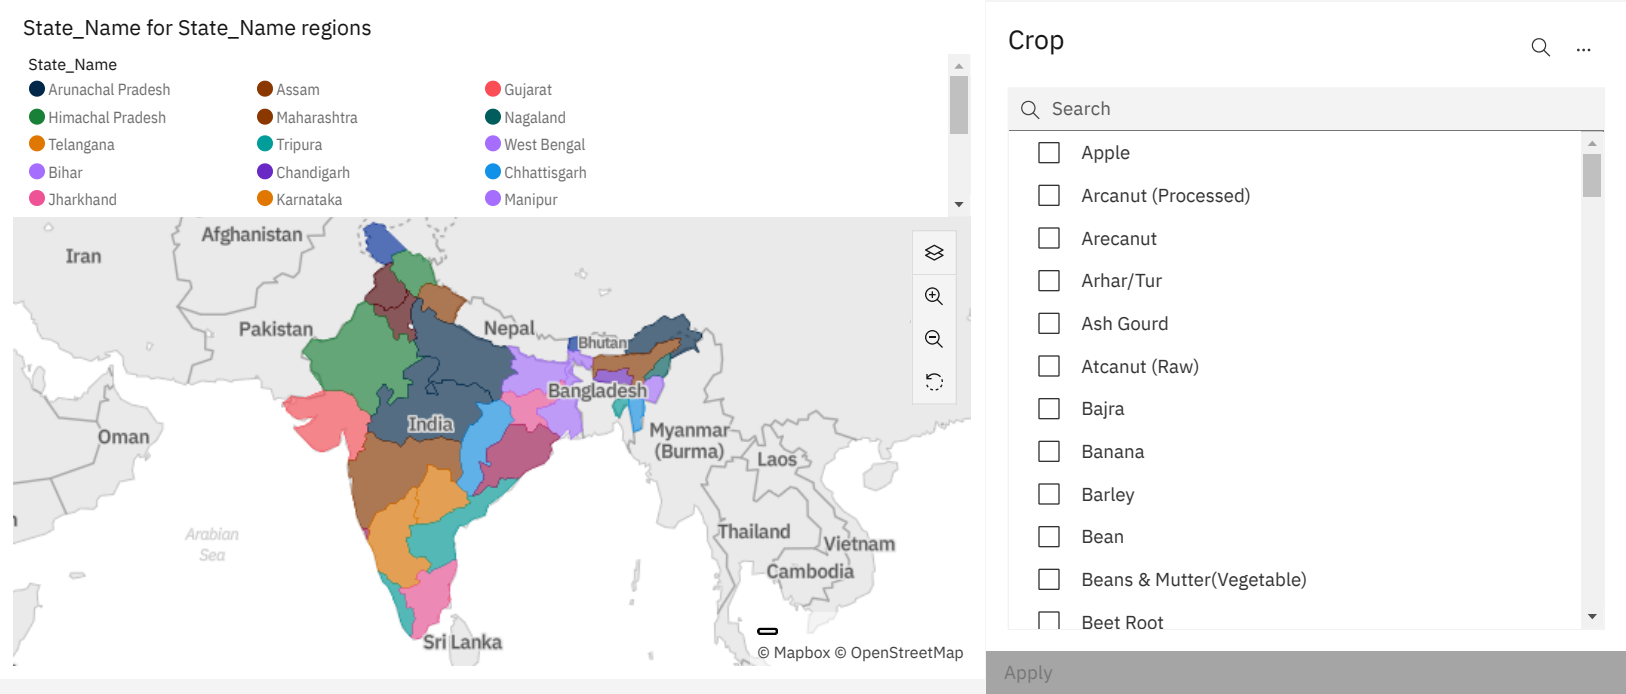 State_Name for State_Name regions
State_Name
Arunachal Pradesh Assam Gujarat
Himachal Pradesh Maharashtra Nagaland
Telangana Tripura West Bengal
Bihar Chandigarh Chhattisgarh
Jharkhand Karnataka Manipur
Afghanistan
Iran
Pakistan
Nepal
Bhutan
Bangladesh
India
Oman
Myanmar
(Burma)
Laos
Arabian
Sea
Thailand
Vietnam
Cambodia
Sri Lanka
© Mapbox © OpenStreetMap
Crop
...
Search
Apple
Arcanut (Processed)
Arecanut
Arhar/Tur
Ash Gourd
Atcanut (Raw)
Bajra
Banana
Barley
Bean
Beans & Mutter(Vegetable)
Beet Root
Apply